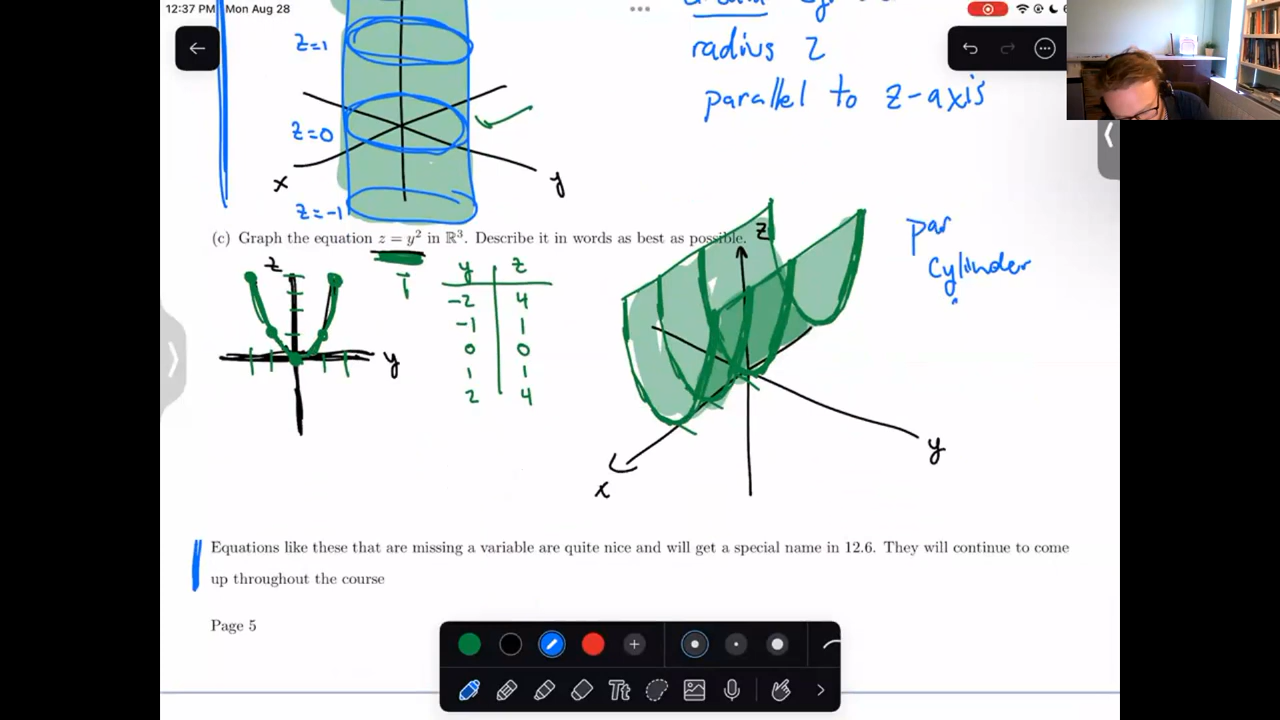 12:37 PM Mon Aug 28
z=1
radius 2
parallel to z-axis
z=0
x
y
z=-1
(c) Graph the equation z = y² in ℝ³. Describe it in words as best as possible.
z
y
y z
-2 4
-1 1
0 0
1 1
2 4
z
y
x
par
cylinder
Equations like these that are missing a variable are quite nice and will get a special name in 12.6. They will continue to come
up throughout the course
Page 5
Tt